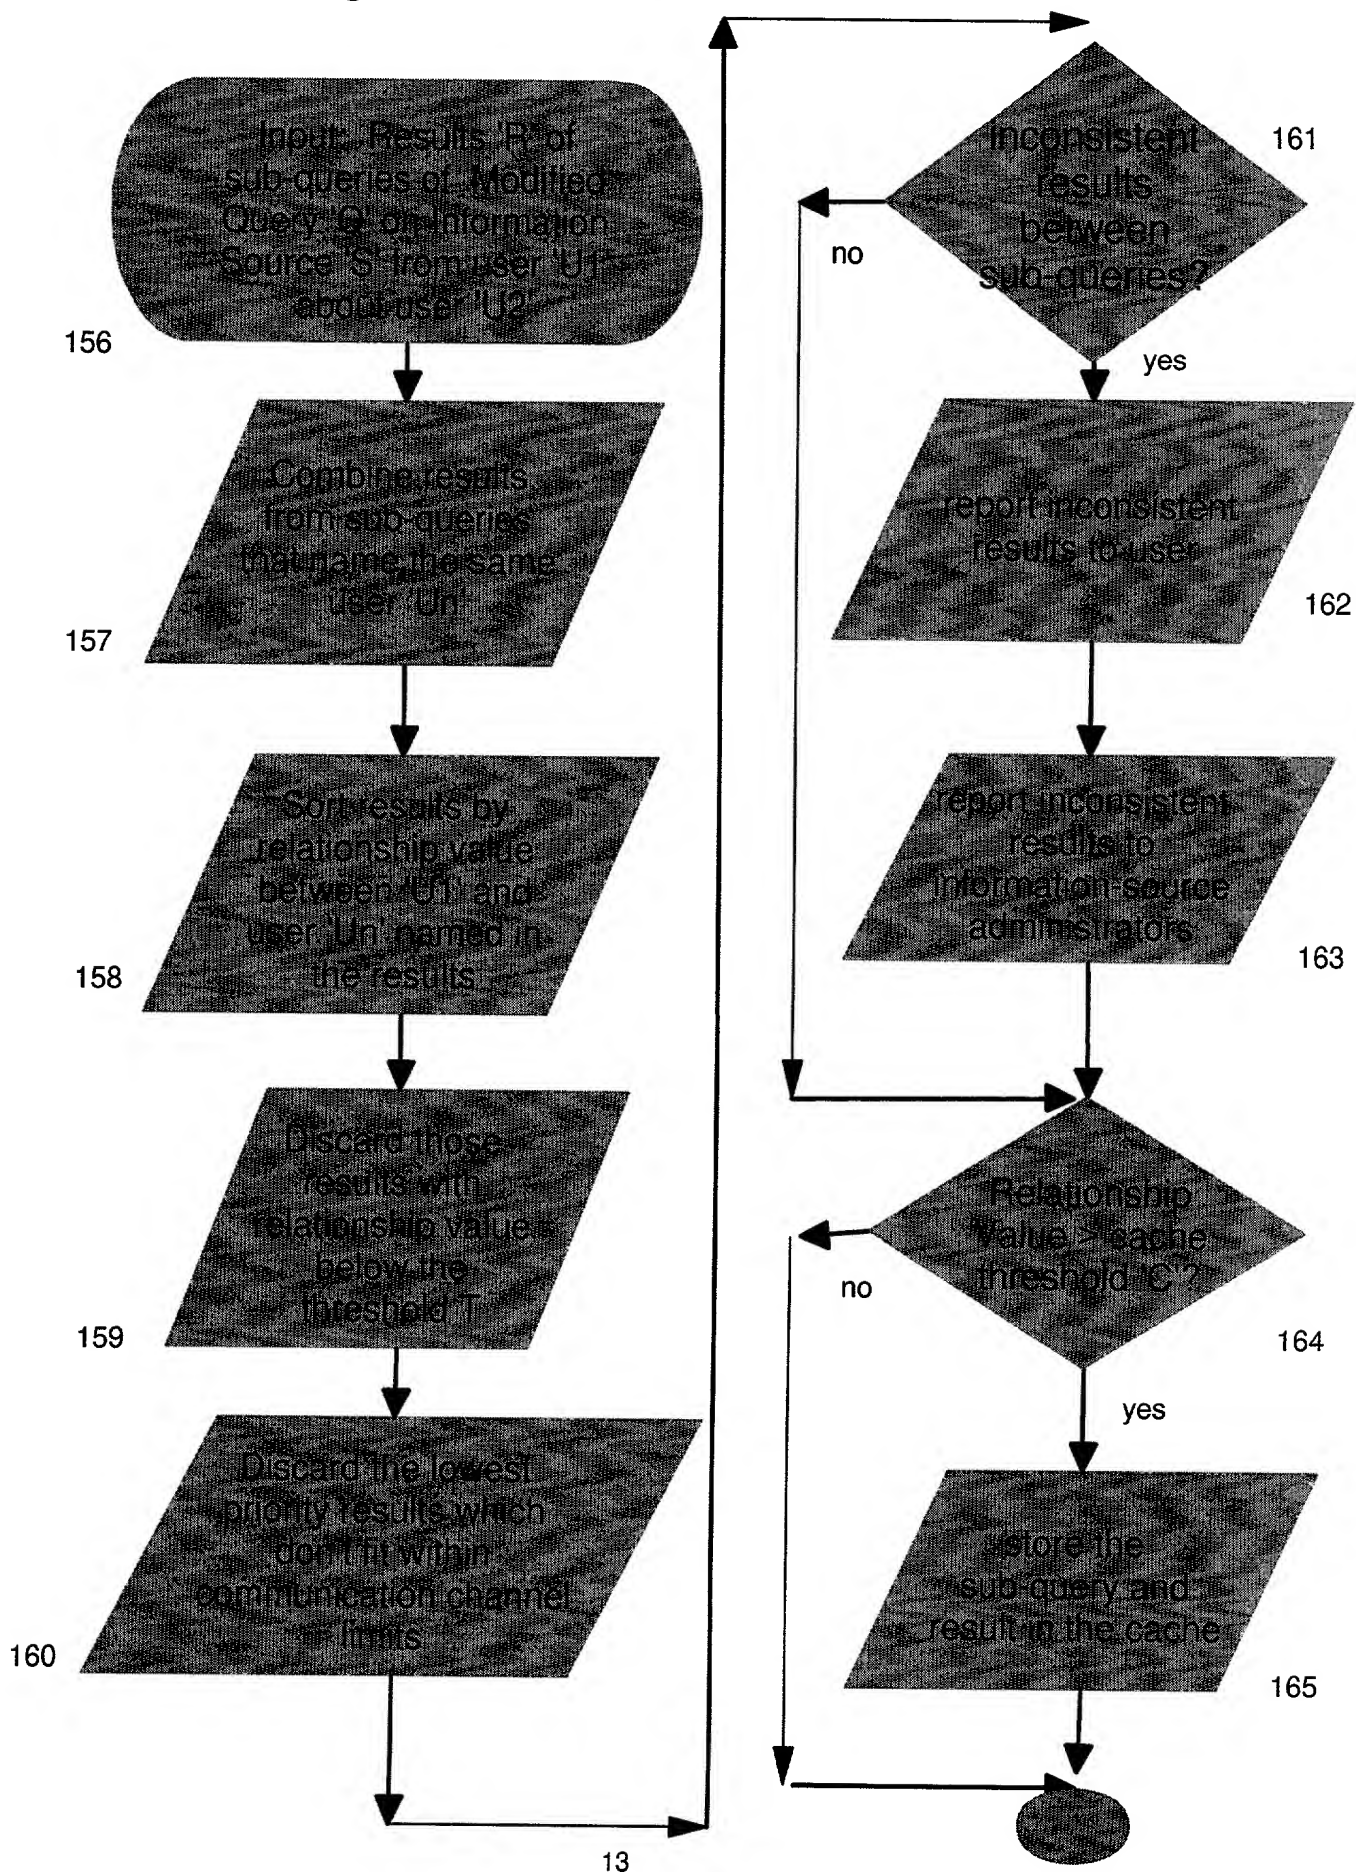 Input: Results 'R' of
sub-queries of Modified
Query 'Q' on Information
Source 'S' from user 'U1'
about user 'U2'
156
Combine results
from sub-queries
that name the same
user 'Un'
157
Sort results by
relationship value
between 'U1' and
user 'Un' named in
the results
158
Discard those
results with
relationship value s
below the
threshold 'T'
159
Discard the lowest
priority results which
don't fit within
communication channel
limits
160
13
Inconsistent
results
between
sub-queries?
161
no
yes
report inconsistent
results to user
162
report inconsistent
results to
information source
administrators
163
Relationship
Value > cache
threshold 'C'?
164
no
yes
store the
sub-query and
result in the cache
165